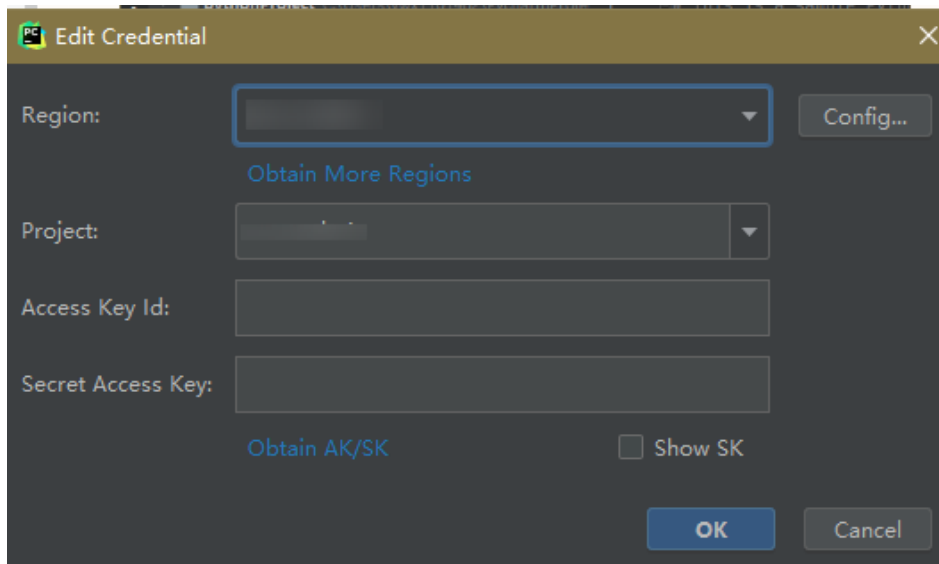 PC Edit Credential
Region:
Config...
Obtain More Regions
Project:
Access Key Id:
Secret Access Key:
Obtain AK/SK
Show SK
OK
Cancel